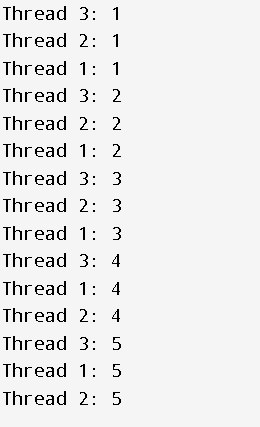 Thread 3: 1
Thread 2: 1
Thread 1: 1
Thread 3: 2
Thread 2: 2
Thread 1: 2
Thread 3: 3
Thread 2: 3
Thread 1: 3
Thread 3: 4
Thread 1: 4
Thread 2: 4
Thread 3: 5
Thread 1: 5
Thread 2: 5